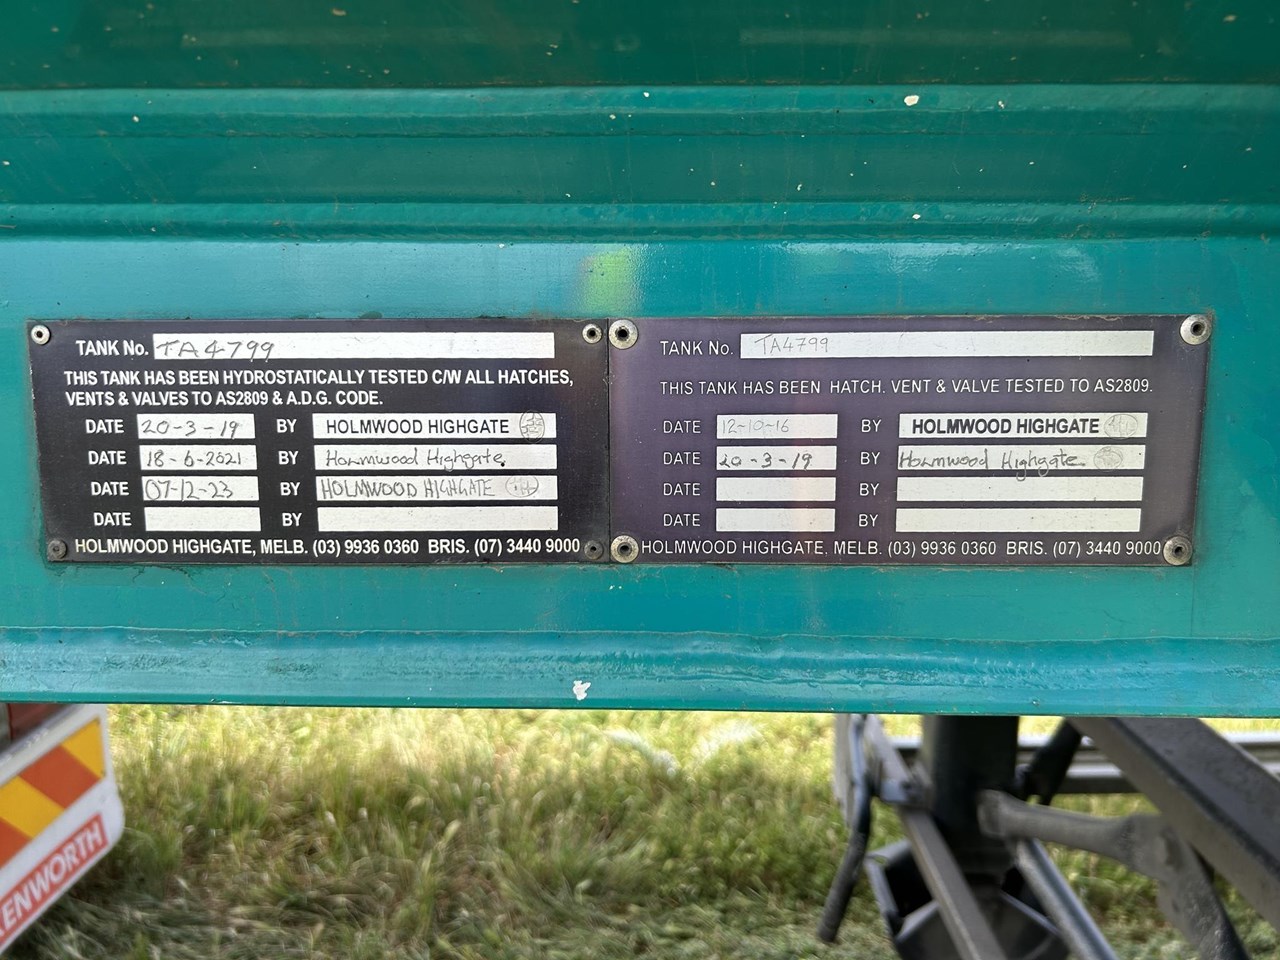 TANK No. TA4799
THIS TANK HAS BEEN HYDROSTATICALLY TESTED C/W ALL HATCHES,
VENTS & VALVES TO AS2809 & A.D.G. CODE.
DATE 20-3-19 BY HOLMWOOD HIGHGATE
DATE 18-6-2021 BY Holmwood Highgate.
DATE 07-12-23 BY HOLMWOOD HIGHGATE
DATE BY
HOLMWOOD HIGHGATE, MELB. (03) 9936 0360 BRIS. (07) 3440 9000
TANK No. TA4799
THIS TANK HAS BEEN HATCH. VENT & VALVE TESTED TO AS2809.
DATE 12-10-16 BY HOLMWOOD HIGHGATE
DATE 20-3-19 BY Holmwood Highgate.
DATE BY
DATE BY
HOLMWOOD HIGHGATE, MELB. (03) 9936 0360 BRIS. (07) 3440 9000
KENWORTH